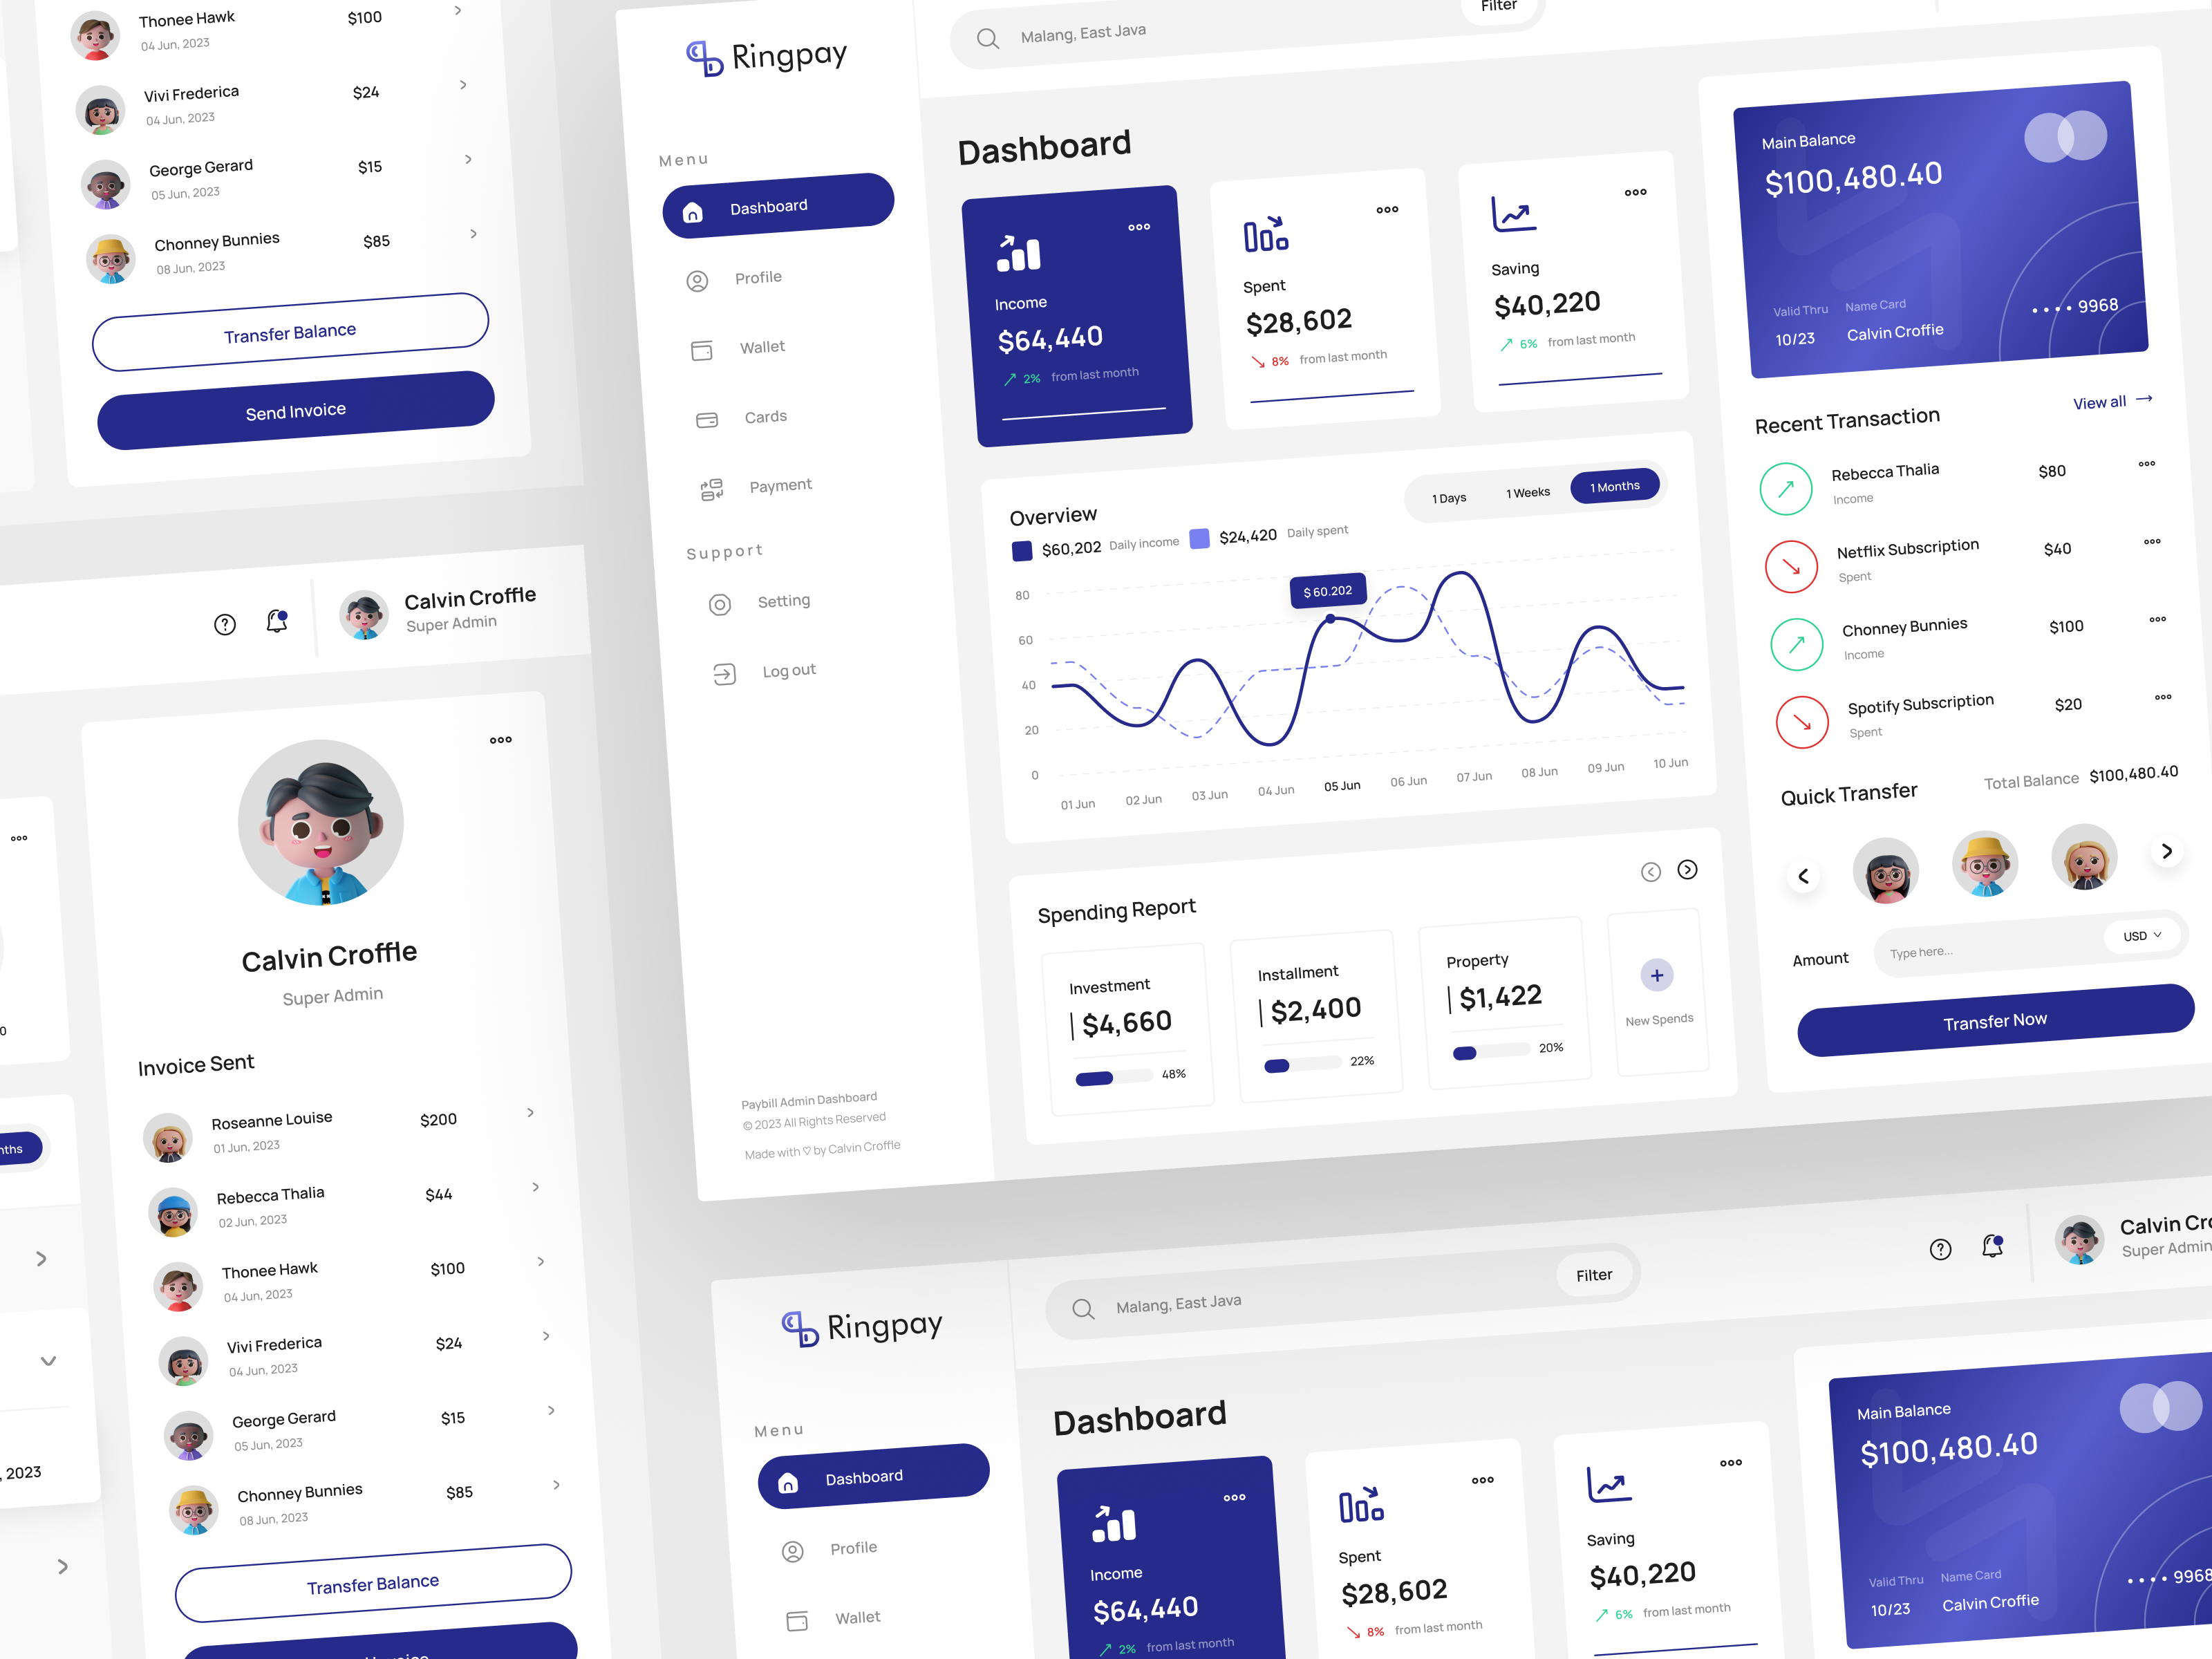 Thonee Hawk
$100
04 Jun, 2023
Vivi Frederica
$24
04 Jun, 2023
George Gerard
$15
05 Jun, 2023
Chonney Bunnies
$85
08 Jun, 2023
Transfer Balance
Send Invoice
Calvin Croffle
Super Admin
Calvin Croffle
Super Admin
Invoice Sent
Roseanne Louise
$200
01 Jun, 2023
Rebecca Thalia
$44
02 Jun, 2023
Thonee Hawk
$100
04 Jun, 2023
Vivi Frederica
$24
04 Jun, 2023
George Gerard
$15
05 Jun, 2023
Chonney Bunnies
$85
08 Jun, 2023
Transfer Balance
, 2023
Ringpay
Malang, East Java
Filter
Menu
Dashboard
Profile
Wallet
Cards
Payment
Support
Setting
Log out
Paybill Admin Dashboard
© 2023 All Rights Reserved
Made with ♡ by Calvin Croffle
Dashboard
Income
$64,440
2% from last month
Spent
$28,602
8% from last month
Saving
$40,220
6% from last month
Overview
$60,202 Daily income $24,420 Daily spent
1 Days 1 Weeks 1 Months
80
60
40
20
0
$ 60.202
01 Jun 02 Jun 03 Jun 04 Jun 05 Jun 06 Jun 07 Jun 08 Jun 09 Jun 10 Jun
Spending Report
Investment
$4,660
48%
Installment
$2,400
22%
Property
$1,422
20%
+
New Spends
Main Balance
$100,480.40
Valid Thru Name Card
10/23 Calvin Croffie
•••• 9968
Recent Transaction
View all →
Rebecca Thalia
$80
Income
Netflix Subscription
$40
Spent
Chonney Bunnies
$100
Income
Spotify Subscription
$20
Spent
Quick Transfer
Total Balance $100,480.40
Amount
Type here...
USD
Transfer Now
Ringpay
Malang, East Java
Filter
Calvin Cro
Super Admin
Menu
Dashboard
Profile
Wallet
Dashboard
Income
$64,440
2% from last month
Spent
$28,602
8% from last month
Saving
$40,220
6% from last month
Main Balance
$100,480.40
Valid Thru Name Card
10/23 Calvin Croffie
•••• 9968